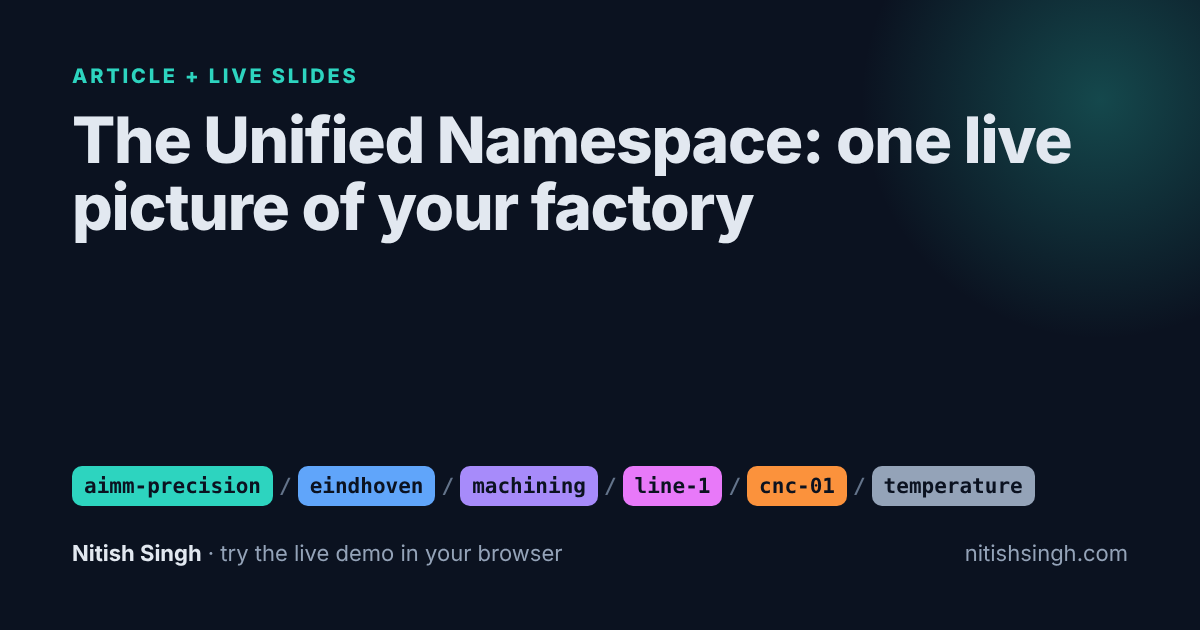 ARTICLE + LIVE SLIDES
The Unified Namespace: one live
picture of your factory
aimm-precision / eindhoven / machining / line-1 / cnc-01 / temperature
Nitish Singh · try the live demo in your browser
nitishsingh.com